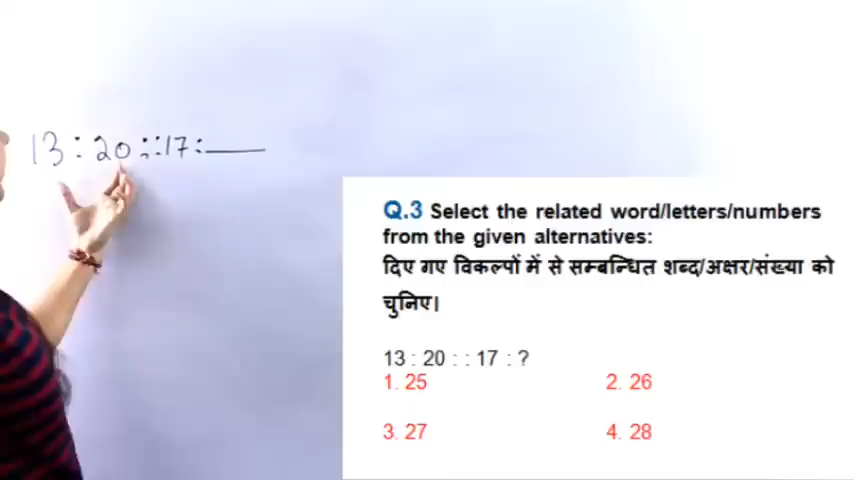 13 : 20 :: 17 : ____
Q.3 Select the related word/letters/numbers
from the given alternatives:
दिए गए विकल्पों में से सम्बन्धित शब्द/अक्षर/संख्या को
चुनिए।
13 : 20 : : 17 : ?
1. 25 2. 26
3. 27 4. 28